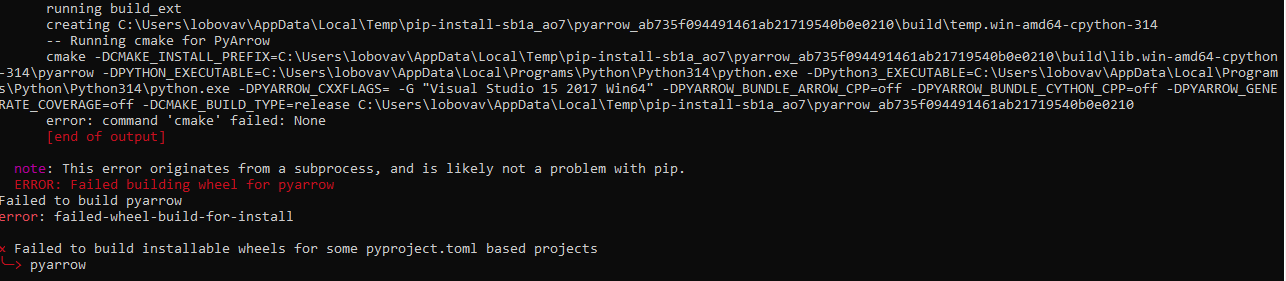 running build_ext
creating C:\Users\lobovav\AppData\Local\Temp\pip-install-sb1a_ao7\pyarrow_ab735f094491461ab21719540b0e0210\build\temp.win-amd64-cpython-314
-- Running cmake for PyArrow
cmake -DCMAKE_INSTALL_PREFIX=C:\Users\lobovav\AppData\Local\Temp\pip-install-sb1a_ao7\pyarrow_ab735f094491461ab21719540b0e0210\build\lib.win-amd64-cpython
-314\pyarrow -DPYTHON_EXECUTABLE=C:\Users\lobovav\AppData\Local\Programs\Python\Python314\python.exe -DPython3_EXECUTABLE=C:\Users\lobovav\AppData\Local\Program
s\Python\Python314\python.exe -DPYARROW_CXXFLAGS= -G "Visual Studio 15 2017 Win64" -DPYARROW_BUNDLE_ARROW_CPP=off -DPYARROW_BUNDLE_CYTHON_CPP=off -DPYARROW_GENE
RATE_COVERAGE=off -DCMAKE_BUILD_TYPE=release C:\Users\lobovav\AppData\Local\Temp\pip-install-sb1a_ao7\pyarrow_ab735f094491461ab21719540b0e0210
error: command 'cmake' failed: None
[end of output]
note: This error originates from a subprocess, and is likely not a problem with pip.
ERROR: Failed building wheel for pyarrow
Failed to build pyarrow
error: failed-wheel-build-for-install
× Failed to build installable wheels for some pyproject.toml based projects
╰─> pyarrow